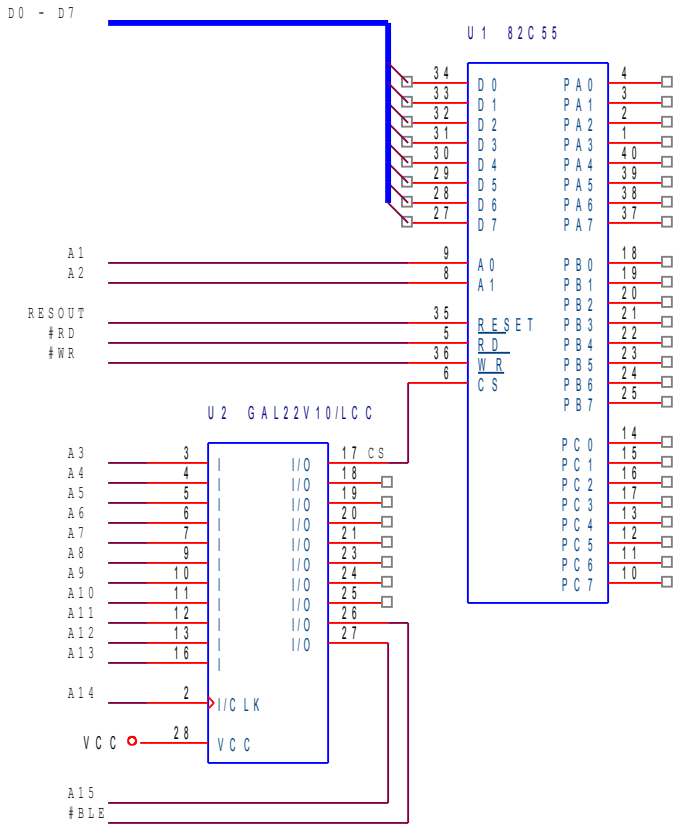 D0 - D7
U1 82C55
34 D0 PA0 4
33 D1 PA1 3
32 D2 PA2 2
31 D3 PA3 1
30 D4 PA4 40
29 D5 PA5 39
28 D6 PA6 38
27 D7 PA7 37
A1 9 A0 PB0 18
A2 8 A1 PB1 19
PB2 20
RESOUT 35 RESET PB3 21
#RD 5 RD PB4 22
#WR 36 WR PB5 23
6 CS PB6 24
PB7 25
U2 GAL22V10/LCC
PC0 14
A3 3 I I/O 17 CS PC1 15
A4 4 I I/O 18 PC2 16
A5 5 I I/O 19 PC3 17
A6 6 I I/O 20 PC4 13
A7 7 I I/O 21 PC5 12
A8 9 I I/O 23 PC6 11
A9 10 I I/O 24 PC7 10
A10 11 I I/O 25
A11 12 I I/O 26
A12 13 I I/O 27
A13 16 I
A14 2 I/CLK
VCC 28 VCC
A15
#BLE